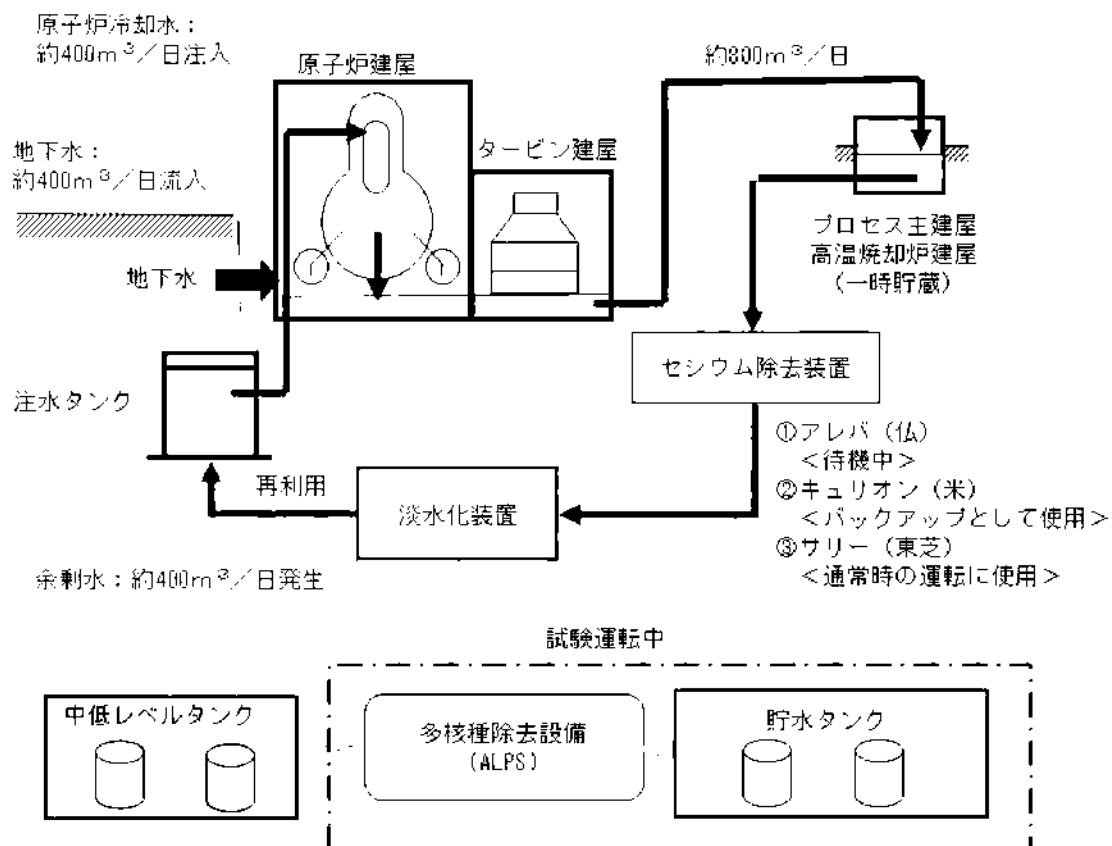 原子炉冷却水：
約400m³／日注入
原子炉建屋
約800m³／日
地下水：
約400m³／日流入
タービン建屋
地下水
プロセス主建屋
高温焼却炉建屋
（一時貯蔵）
セシウム除去装置
注水タンク
①アレバ（仏）
＜待機中＞
②キュリオン（米）
＜バックアップとして使用＞
③サリー（東芝）
＜通常時の運転に使用＞
再利用
淡水化装置
余剰水：約400m³／日発生
試験運転中
中低レベルタンク
多核種除去設備
(ALPS)
貯水タンク